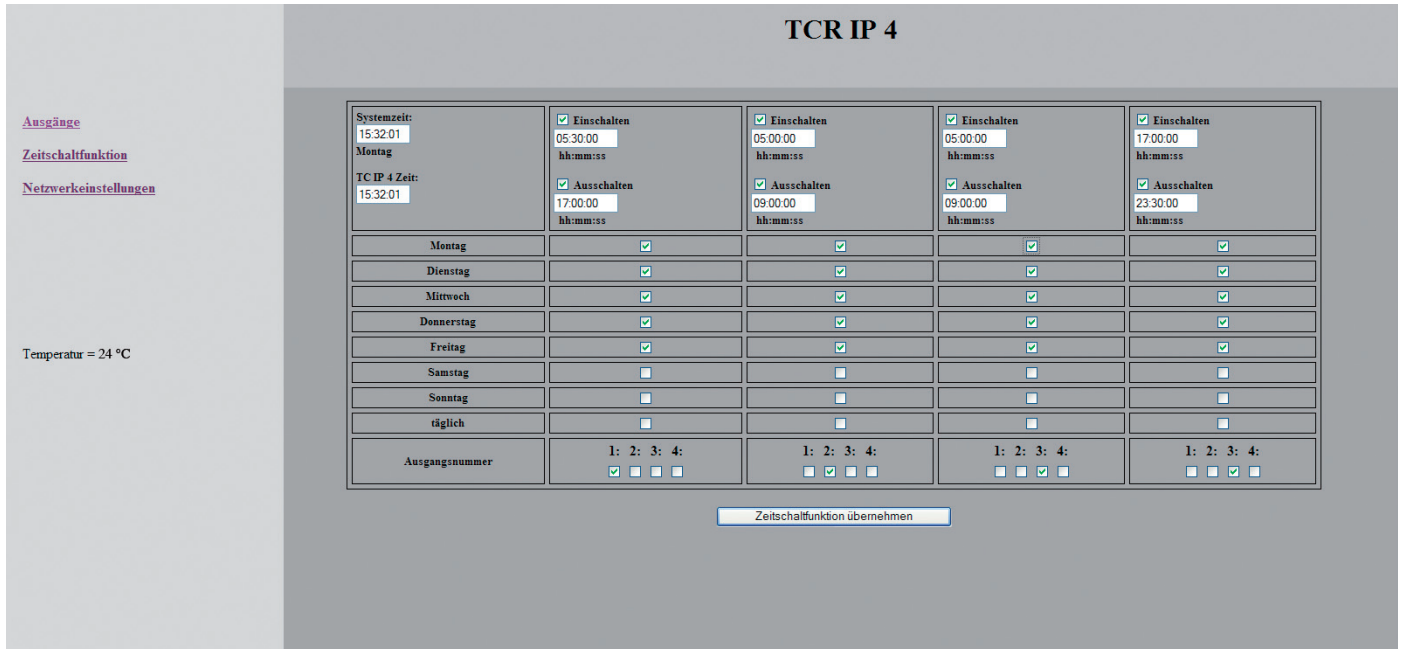 TCR IP 4
Ausgänge
Zeitschaltfunktion
Netzwerkeinstellungen
Temperatur = 24 °C
Systemzeit:
15:32:01
Montag
TC IP 4 Zeit:
15:32:01
Einschalten
05:30:00
hh:mm:ss
Ausschalten
17:00:00
hh:mm:ss
Einschalten
05:00:00
hh:mm:ss
Ausschalten
09:00:00
hh:mm:ss
Einschalten
05:00:00
hh:mm:ss
Ausschalten
09:00:00
hh:mm:ss
Einschalten
17:00:00
hh:mm:ss
Ausschalten
23:30:00
hh:mm:ss
Montag
Dienstag
Mittwoch
Donnerstag
Freitag
Samstag
Sonntag
täglich
Ausgangsnummer
1: 2: 3: 4:
1: 2: 3: 4:
1: 2: 3: 4:
1: 2: 3: 4:
Zeitschaltfunktion übernehmen